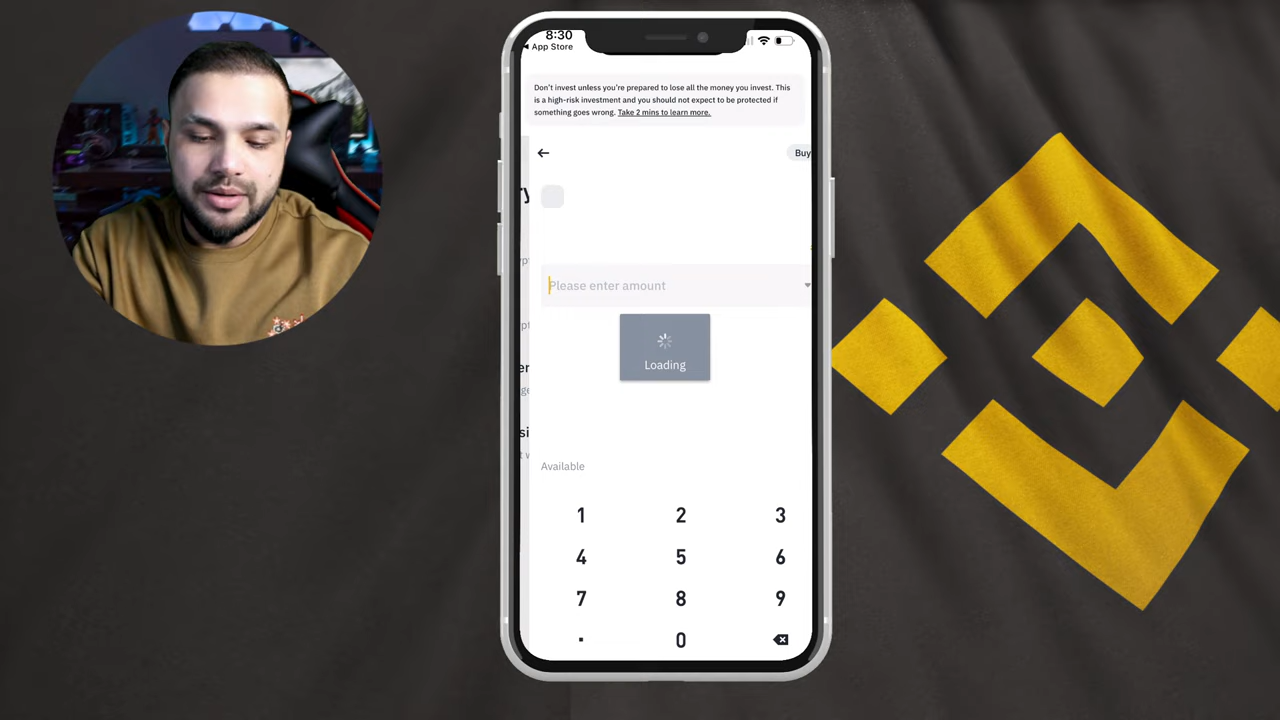 8:30
App Store
Don't invest unless you're prepared to lose all the money you invest. This
is a high-risk investment and you should not expect to be protected if
something goes wrong. Take 2 mins to learn more.
Buy
Please enter amount
Loading
Available
1 2 3
4 5 6
7 8 9
. 0